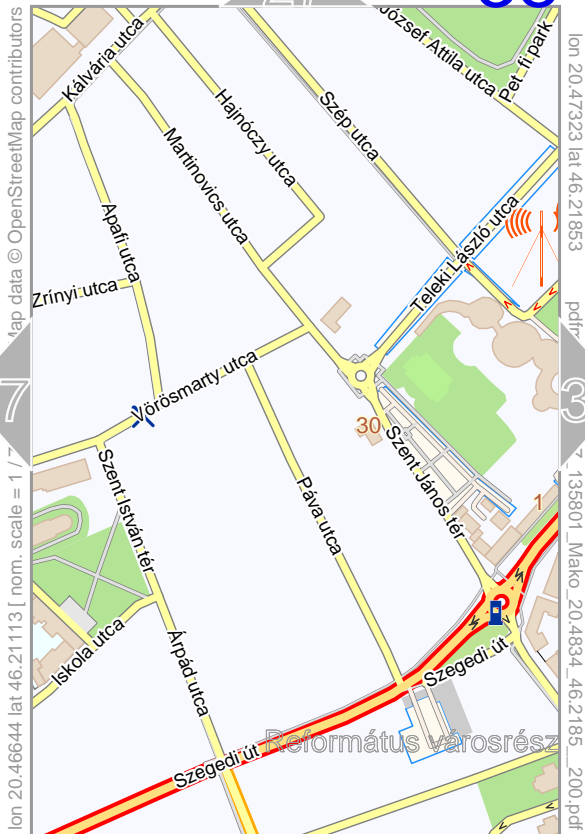 József Attila utca
Pet. fi park
Kálvária utca
Hajnóczy utca
Szép utca
Martinovics utca
Apafi utca
Teleki László utca
Zrínyi utca
Vörösmarty utca
30
Szent János tér
Szent István tér
Páva utca
1
Iskola utca
Árpád utca
Szegedi út
Szegedi út
Református városrész
7
3
lon 20.46644 lat 46.21113 [ nom. scale = 1 /
Map data © OpenStreetMap contributors
lon 20.47323 lat 46.21853
_135801_Mako_20.4834_46.2185__200.pdf